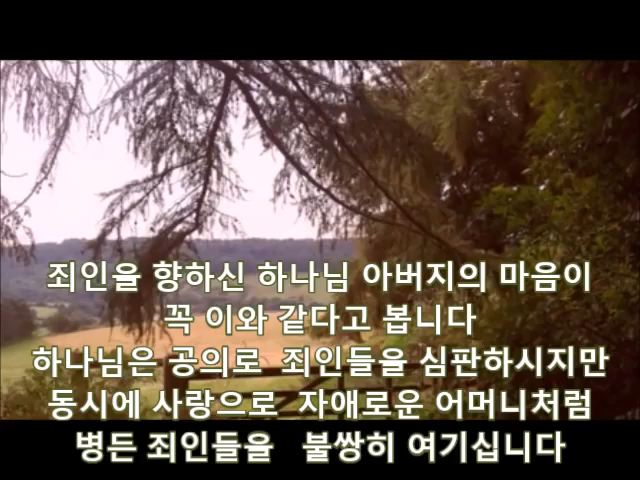 죄인을 향하신 하나님 아버지의 마음이
꼭 이와 같다고 봅니다
하나님은 공의로 죄인들을 심판하시지만
동시에 사랑으로 자애로운 어머니처럼
병든 죄인들을 불쌍히 여기십니다